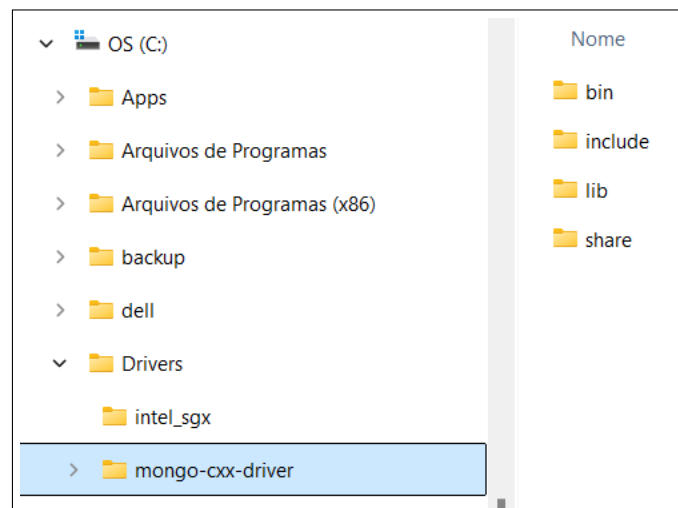 OS (C:)
Apps
Arquivos de Programas
Arquivos de Programas (x86)
backup
dell
Drivers
intel_sgx
mongo-cxx-driver
Nome
bin
include
lib
share